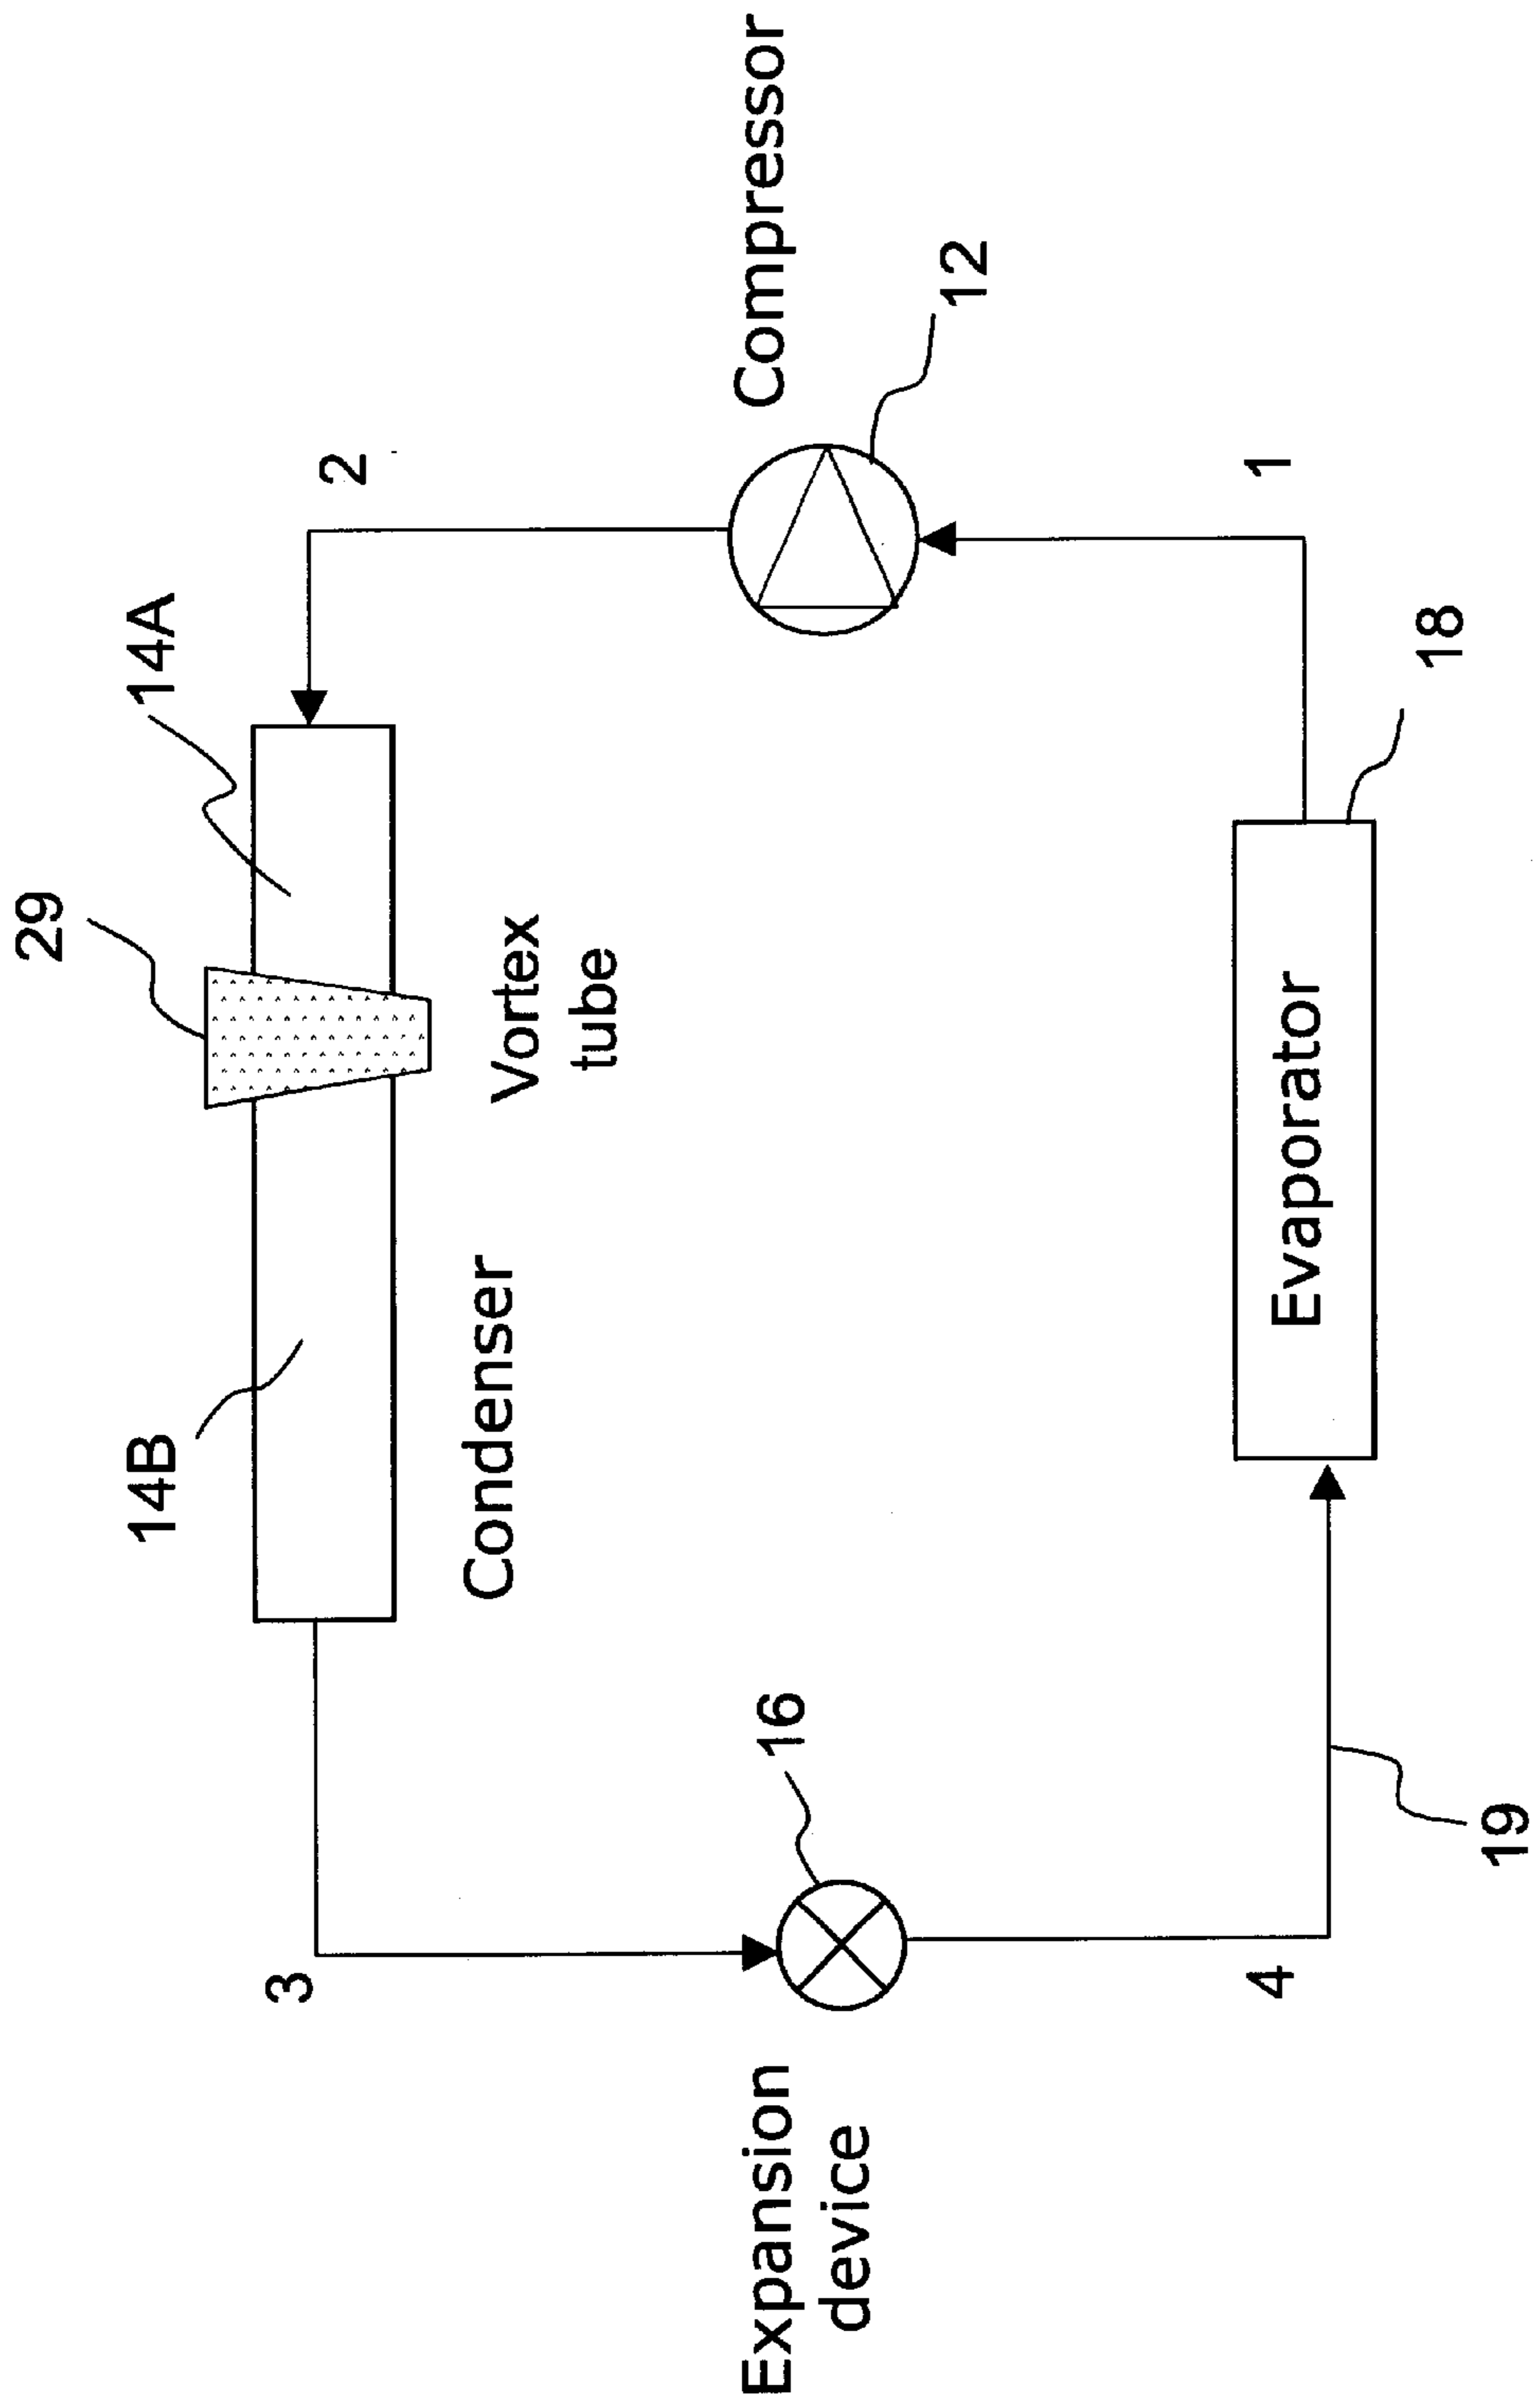 29
14B
14A
3
2
Condenser
Vortex
tube
Expansion
device
16
Compressor
12
4
Evaporator
1
18
19